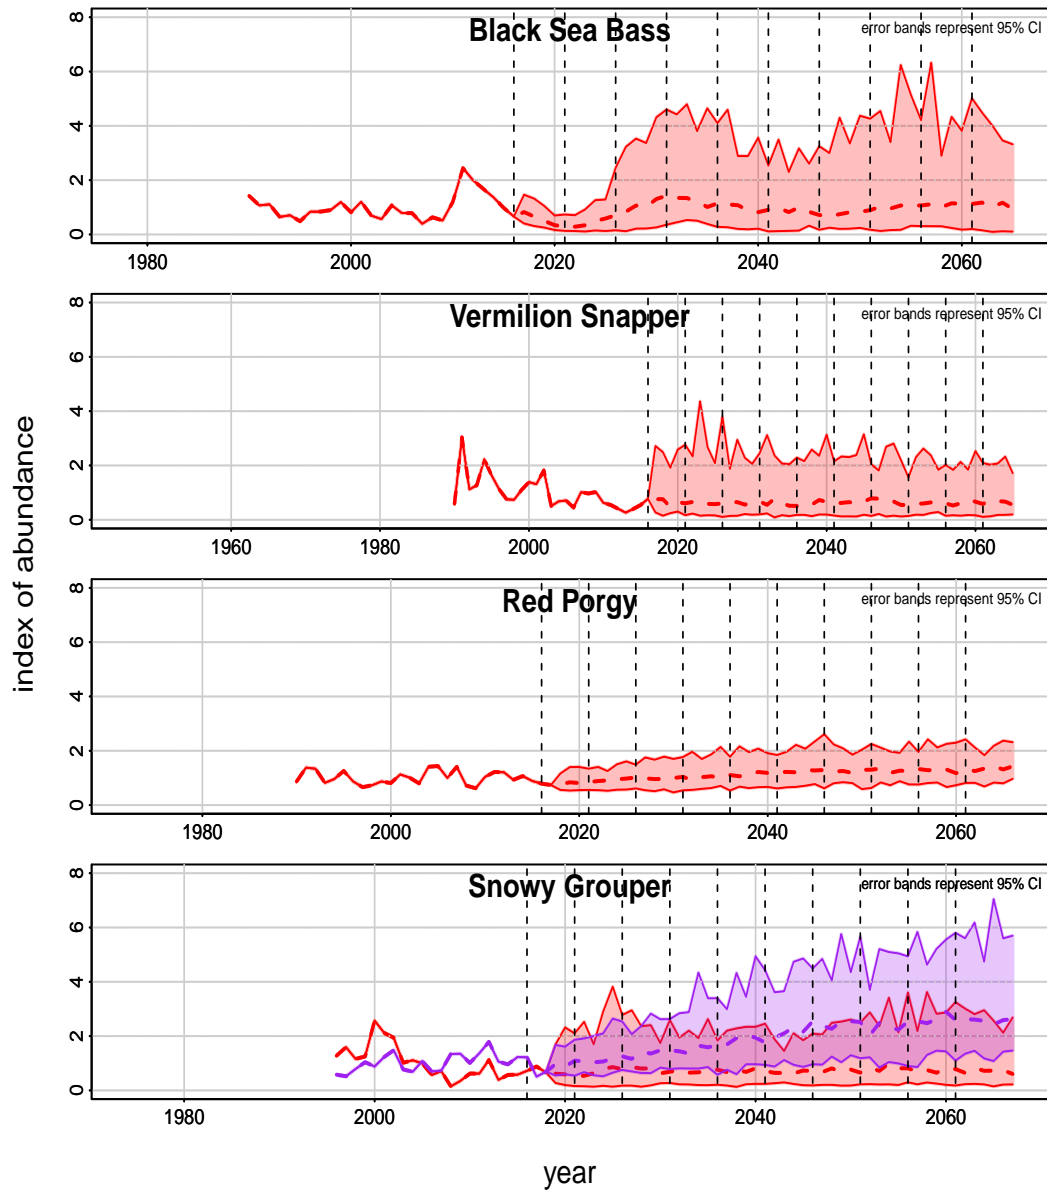 index of abundance
Black Sea Bass
error bands represent 95% CI
8
6
4
2
0
1980 2000 2020 2040 2060
Vermilion Snapper
error bands represent 95% CI
8
6
4
2
0
1960 1980 2000 2020 2040 2060
Red Porgy
error bands represent 95% CI
8
6
4
2
0
1980 2000 2020 2040 2060
Snowy Grouper
error bands represent 95% CI
8
6
4
2
0
1980 2000 2020 2040 2060
year